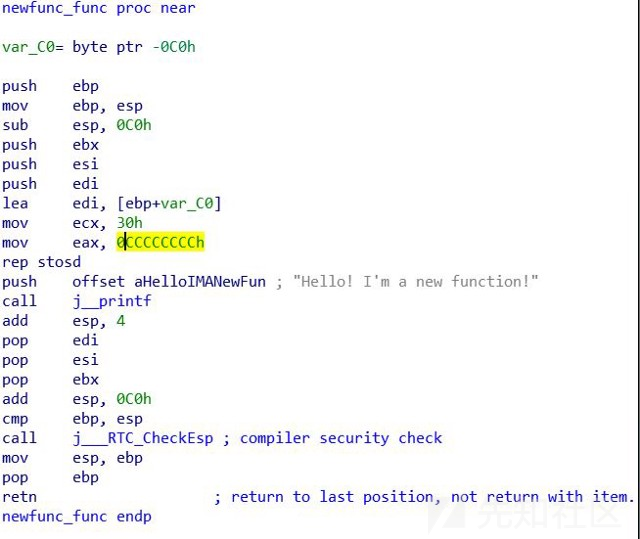 newfunc_func proc near
var_C0= byte ptr -0C0h
push ebp
mov ebp, esp
sub esp, 0C0h
push ebx
push esi
push edi
lea edi, [ebp+var_C0]
mov ecx, 30h
mov eax, 0CCCCCCCCh
rep stosd
push offset aHelloIMANewFun ; "Hello! I'm a new function!"
call j__printf
add esp, 4
pop edi
pop esi
pop ebx
add esp, 0C0h
cmp ebp, esp
call j___RTC_CheckEsp ; compiler security check
mov esp, ebp
pop ebp
retn ; return to last position, not return with item.
newfunc_func endp
先知社区